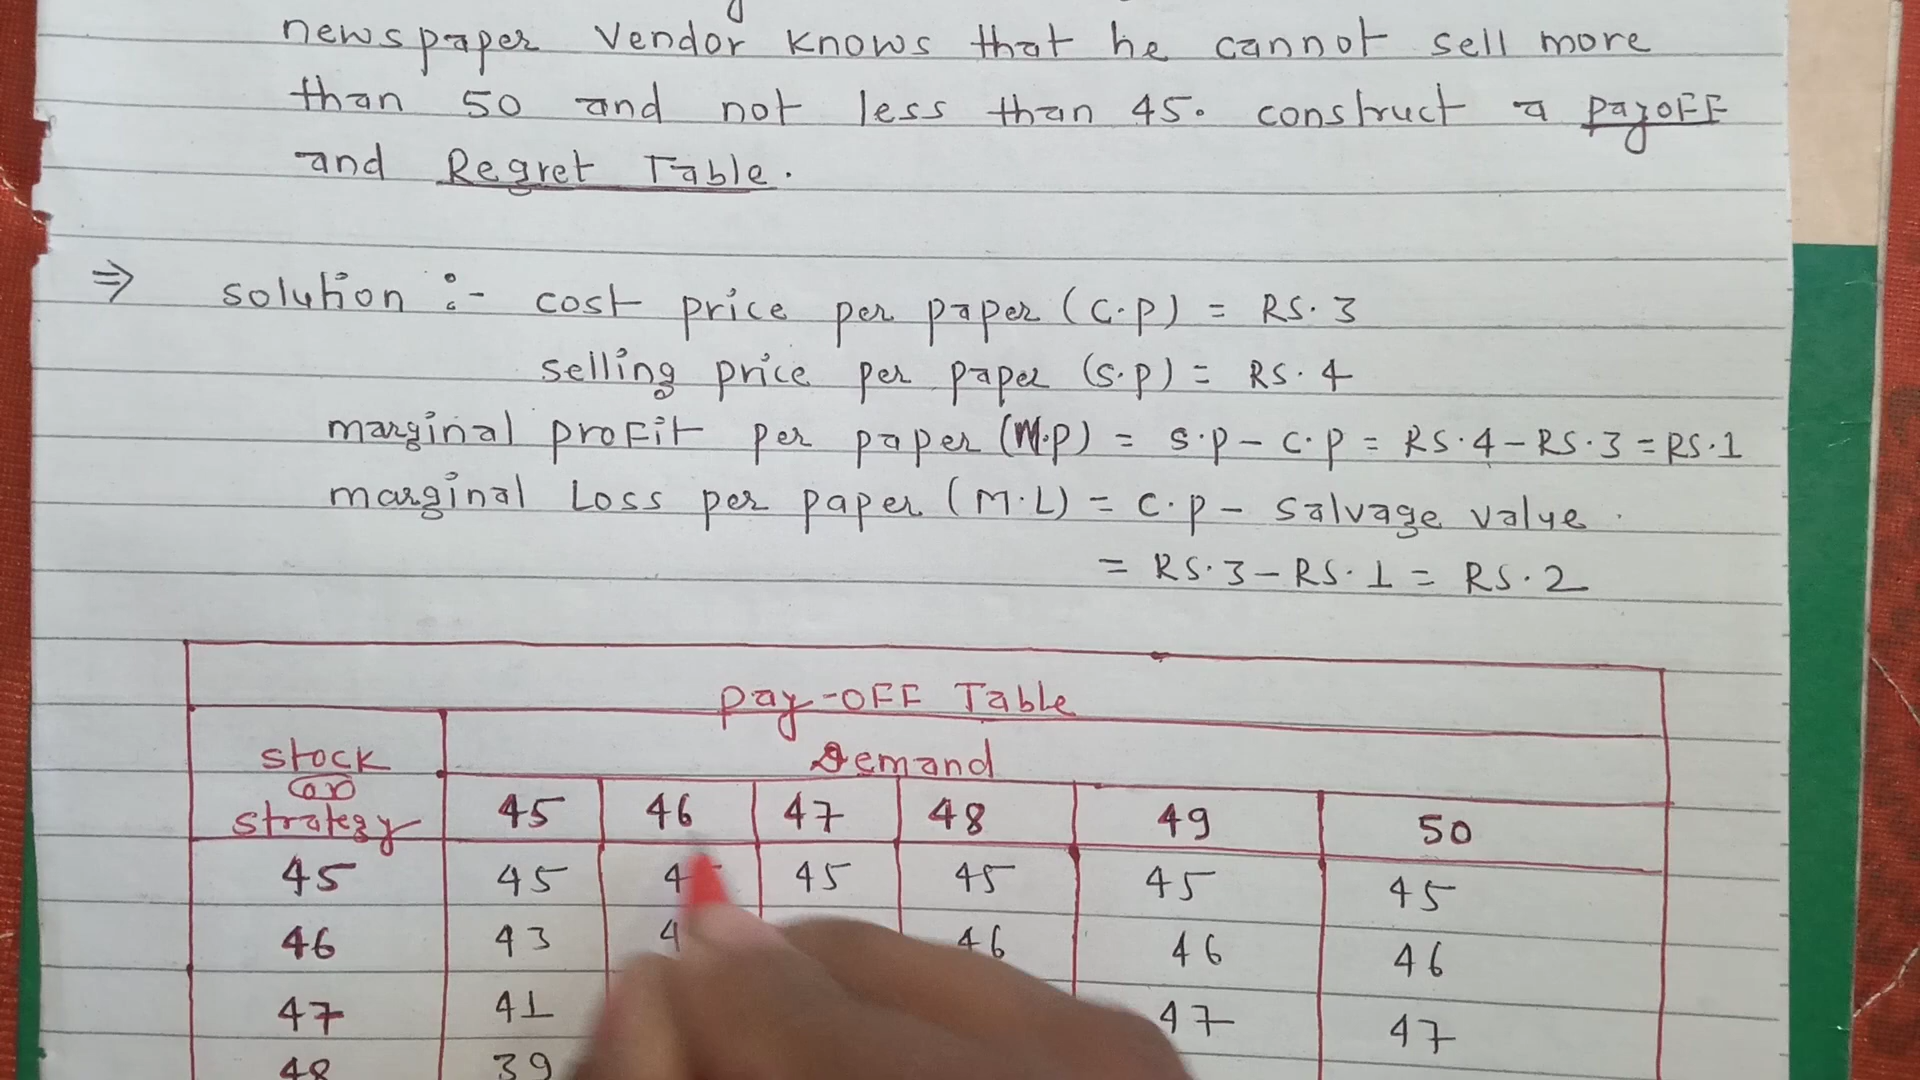 newspaper vendor knows that he cannot sell more
than 50 and not less than 45. construct a payoff
and Regret Table.
⇒ solution :- cost price per paper (C.P) = RS. 3
selling price per paper (S.P) = RS. 4
marginal profit per paper (M.P) = S.P - C.P = RS.4 - RS.3 = RS.1
marginal Loss per paper (M.L) = C.P - salvage value.
= RS.3 - RS.1 = RS.2
Pay-OFF Table
stock
(or)
strategy
Demand
45 46 47 48 49 50
45 45 45 45 45 45
46 43 46 46 46
47 41 47 47
48 39